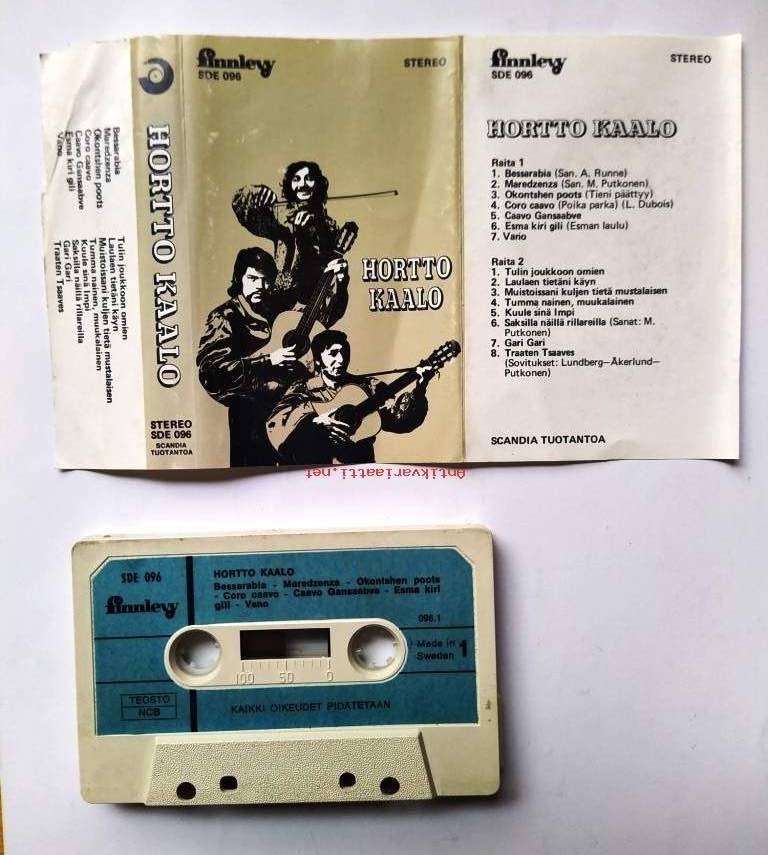 Bessarabia
Maredzenza
Okontshen poots
Coro caavo
Caavo Gansaabve
Esma kiri gili
Vano
Tulin joukkoon omien
Laulaen tietäni käyn
Muistoissani kuljen tietä mustalaisen
Tumma nainen, muukalainen
Kuule sinä Impi
Saksilla näillä rillareilla
Gari Gari
Traaten Tsaaves
HORTTO KAALO
STEREO
SDE 096
SCANDIA
TUOTANTOA
finnlevy
SDE 096
STEREO
HORTTO
KAALO
finnlevy
SDE 096
STEREO
HORTTO KAALO
Raita 1
1. Bessarabia (San. A. Runne)
2. Maredzenza (San. M. Putkonen)
3. Okontshen poots (Tieni päättyy)
4. Coro caavo (Poika parka) (L. Dubois)
5. Caavo Gansaabve
6. Esma kiri gili (Esman laulu)
7. Vano
Raita 2
1. Tulin joukkoon omien
2. Laulaen tietäni käyn
3. Muistoissani kuljen tietä mustalaisen
4. Tumma nainen, muukalainen
5. Kuule sinä Impi
6. Saksilla näillä rillareilla (Sanat: M.
Putkonen)
7. Gari Gari
8. Traaten Tsaaves
(Sovitukset: Lundberg—Åkerlund—
Putkonen)
SCANDIA TUOTANTOA
Antikvariaatti.net
SDE 096
finnlevy
HORTTO KAALO
Bessarabia - Maredzenza - Okontshen poots
- Coro caavo - Caavo Gansaabve - Esma kiri
gili - Vano
096.1
Made in
Sweden
1
100 50 0
TEOSTO
NCB
KAIKKI OIKEUDET PIDÄTETÄÄN